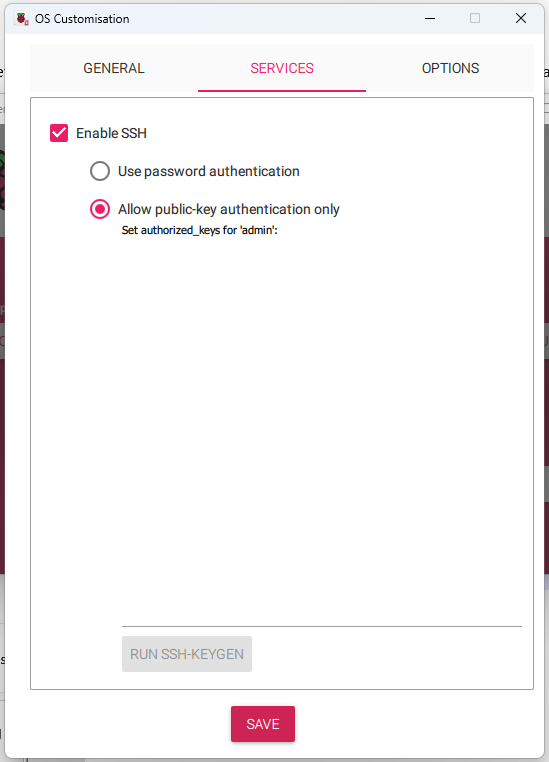 OS Customisation
GENERAL SERVICES OPTIONS
Enable SSH
Use password authentication
Allow public-key authentication only
Set authorized_keys for 'admin':
RUN SSH-KEYGEN
SAVE